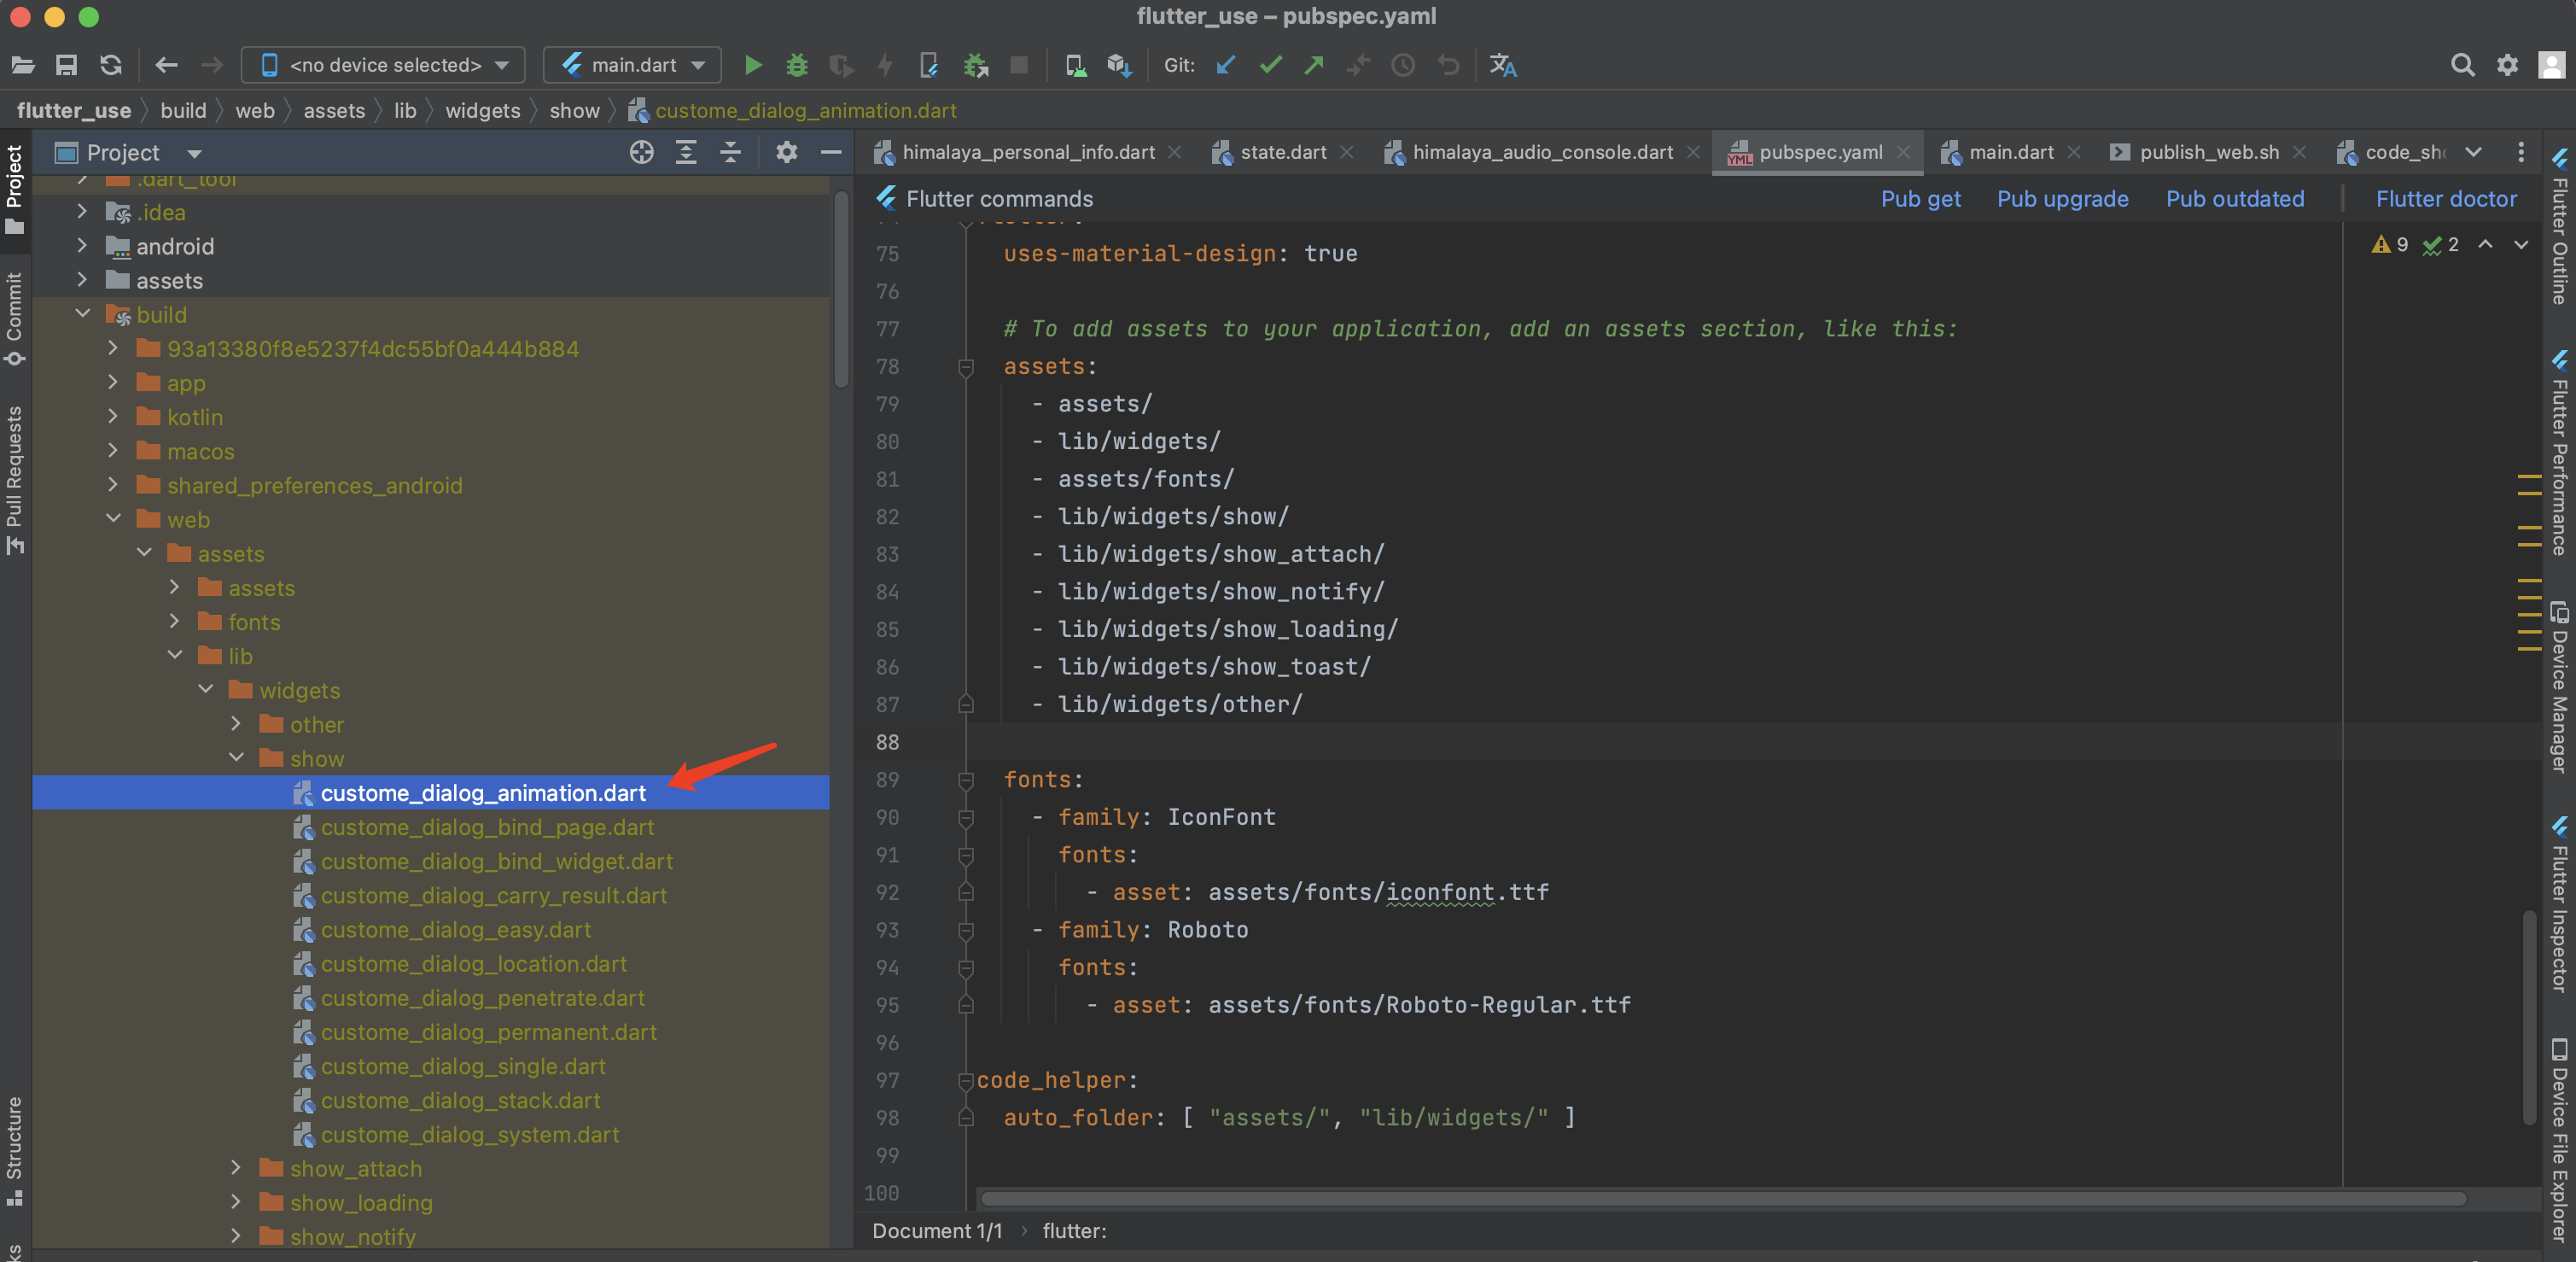 flutter_use – pubspec.yaml
<no device selected>
main.dart
Git:
flutter_use
build
web
assets
lib
widgets
show
custome_dialog_animation.dart
Project
himalaya_personal_info.dart
state.dart
himalaya_audio_console.dart
pubspec.yaml
main.dart
publish_web.sh
Flutter commands
Pub get
Pub upgrade
Pub outdated
Flutter doctor
9
2
Project
Commit
Pull Requests
Structure
.dart_tool
.idea
android
assets
build
93a13380f8e5237f4dc55bf0a444b884
app
kotlin
macos
shared_preferences_android
web
assets
assets
fonts
lib
widgets
other
show
custome_dialog_animation.dart
custome_dialog_bind_page.dart
custome_dialog_bind_widget.dart
custome_dialog_carry_result.dart
custome_dialog_easy.dart
custome_dialog_location.dart
custome_dialog_penetrate.dart
custome_dialog_permanent.dart
custome_dialog_single.dart
custome_dialog_stack.dart
custome_dialog_system.dart
show_attach
show_loading
show_notify
75 uses-material-design: true
76
77 # To add assets to your application, add an assets section, like this:
78 assets:
79 - assets/
80 - lib/widgets/
81 - assets/fonts/
82 - lib/widgets/show/
83 - lib/widgets/show_attach/
84 - lib/widgets/show_notify/
85 - lib/widgets/show_loading/
86 - lib/widgets/show_toast/
87 - lib/widgets/other/
88
89 fonts:
90 - family: IconFont
91 fonts:
92 - asset: assets/fonts/iconfont.ttf
93 - family: Roboto
94 fonts:
95 - asset: assets/fonts/Roboto-Regular.ttf
96
97 code_helper:
98 auto_folder: [ "assets/", "lib/widgets/" ]
99
100
Document 1/1
flutter:
Flutter Outline
Flutter Performance
Device Manager
Flutter Inspector
Device File Explorer